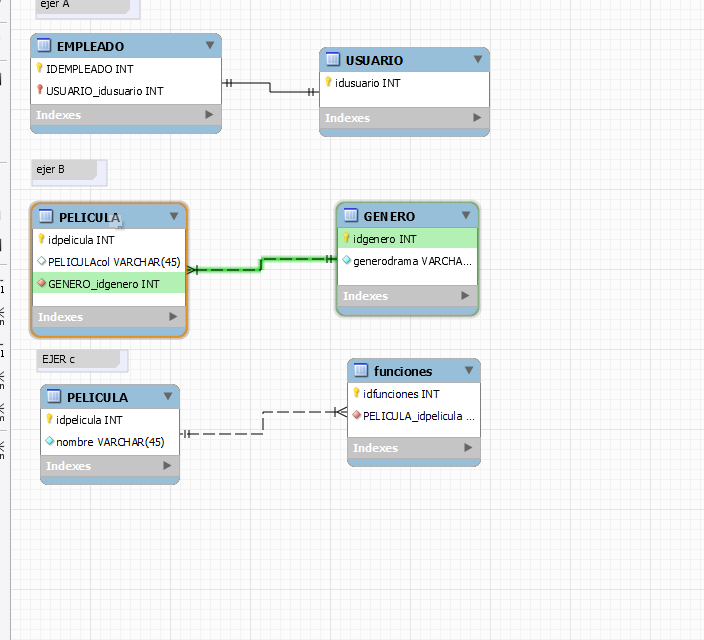 ejer A
EMPLEADO
IDEMPLEADO INT
USUARIO_idusuario INT
Indexes
USUARIO
idusuario INT
Indexes
ejer B
PELICULA
idpelicula INT
PELICULAcol VARCHAR(45)
GENERO_idgenero INT
Indexes
GENERO
idgenero INT
generodrama VARCHA...
Indexes
EJER c
PELICULA
idpelicula INT
nombre VARCHAR(45)
Indexes
funciones
idfunciones INT
PELICULA_idpelicula ...
Indexes